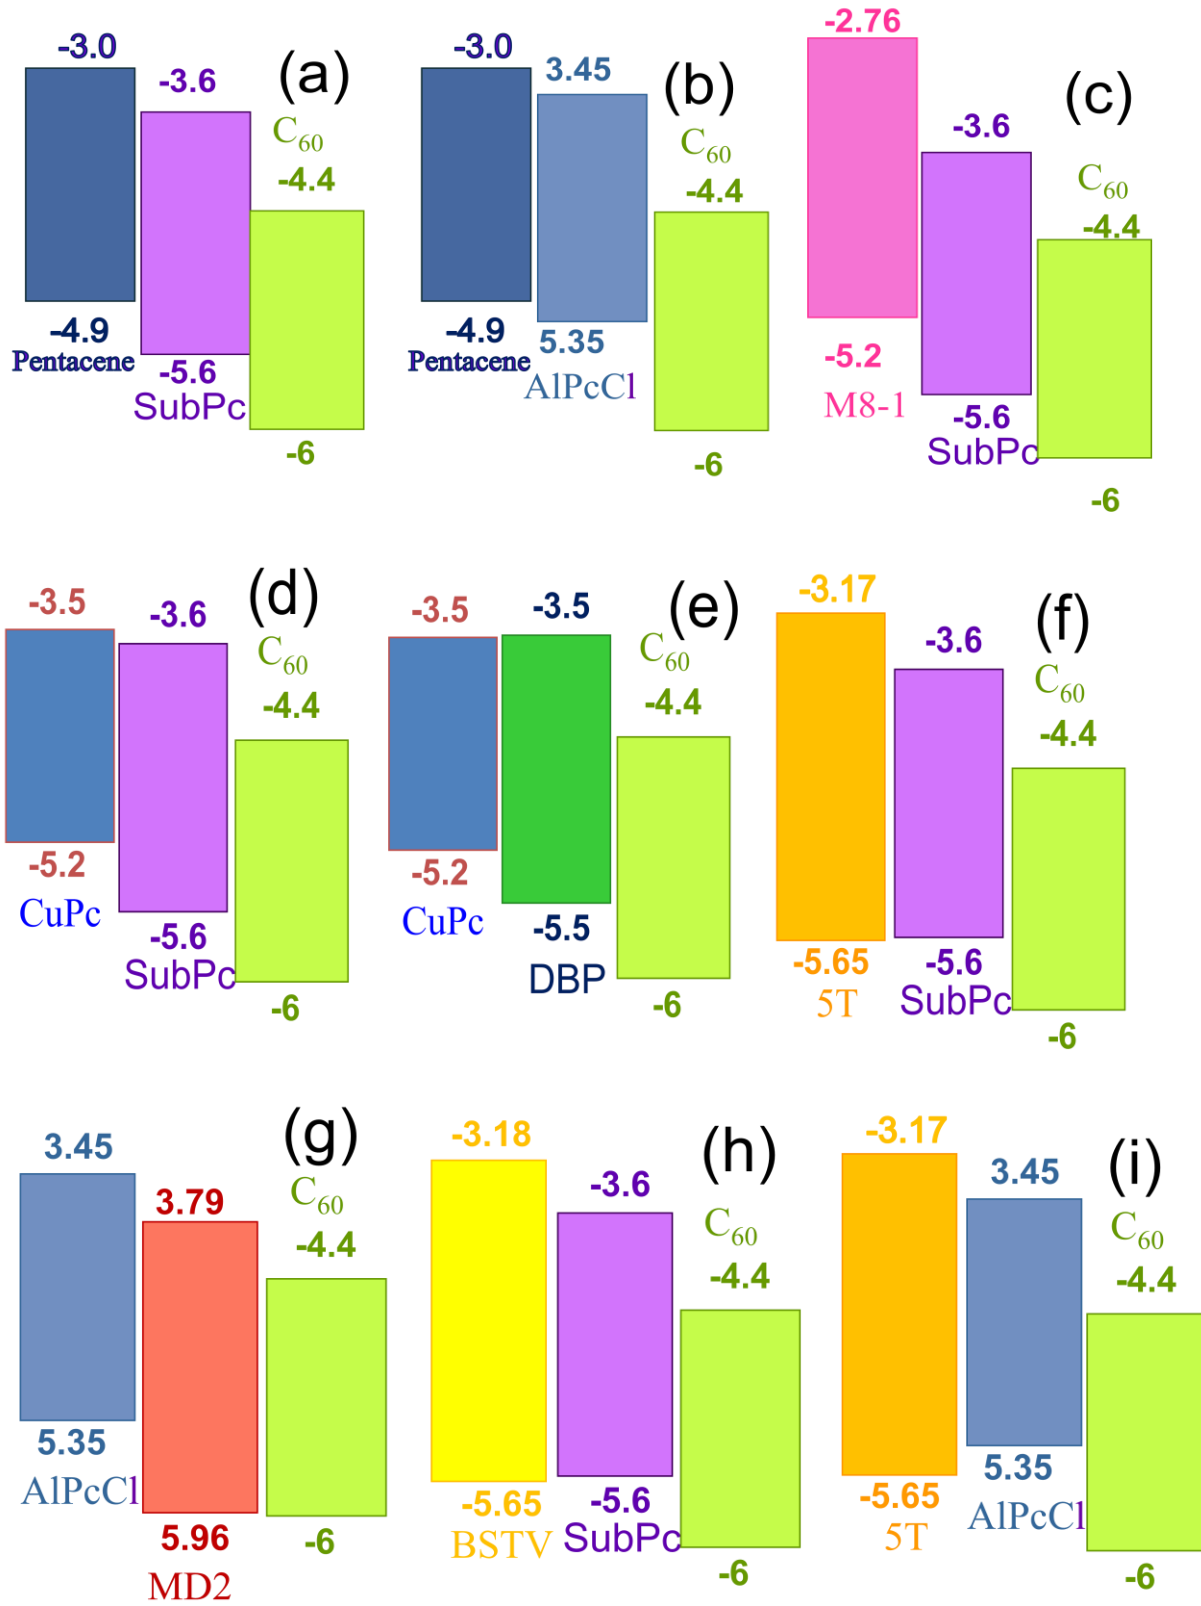 (a)
-3.0
-3.6
C60
-4.4
-4.9
Pentacene
-5.6
SubPc
-6
(b)
-3.0
3.45
C60
-4.4
-4.9
Pentacene
5.35
AlPcCl
-6
(c)
-2.76
-3.6
C60
-4.4
-5.2
M8-1
-5.6
SubPc
-6
(d)
-3.5
-3.6
C60
-4.4
-5.2
CuPc
-5.6
SubPc
-6
(e)
-3.5
-3.5
C60
-4.4
-5.2
CuPc
-5.5
DBP
-6
(f)
-3.17
-3.6
C60
-4.4
-5.65
5T
-5.6
SubPc
-6
(g)
3.45
3.79
C60
-4.4
5.35
AlPcCl
5.96
MD2
-6
(h)
-3.18
-3.6
C60
-4.4
-5.65
BSTV
-5.6
SubPc
-6
(i)
-3.17
3.45
C60
-4.4
-5.65
5T
5.35
AlPcCl
-6